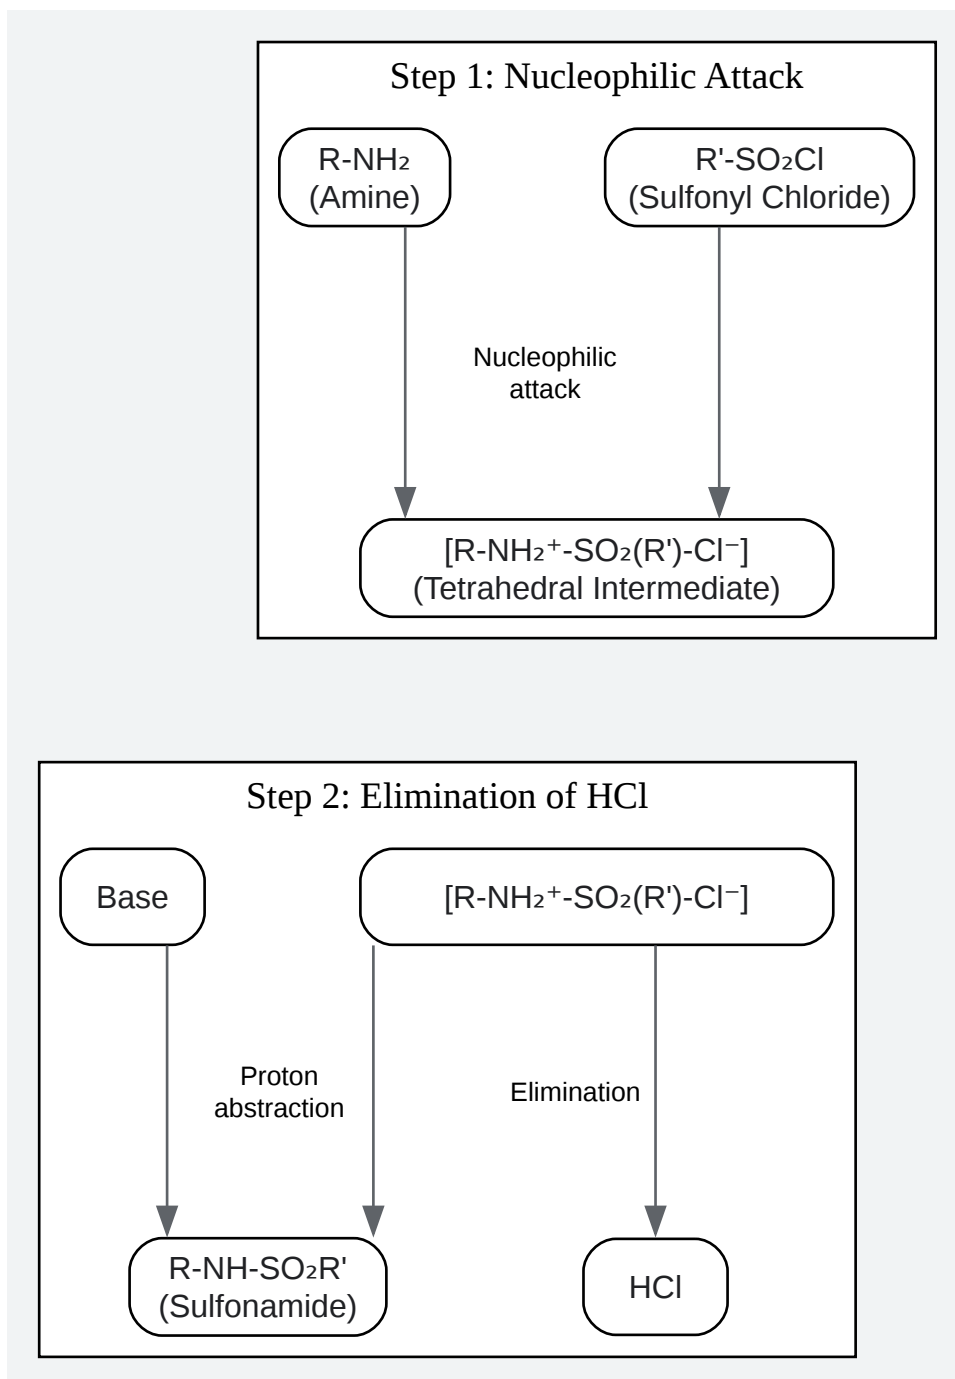 Step 1: Nucleophilic Attack
R-NH₂
(Amine)
R'-SO₂Cl
(Sulfonyl Chloride)
Nucleophilic
attack
[R-NH₂⁺-SO₂(R')-Cl⁻]
(Tetrahedral Intermediate)
Step 2: Elimination of HCl
Base
[R-NH₂⁺-SO₂(R')-Cl⁻]
Proton
abstraction
Elimination
R-NH-SO₂R'
(Sulfonamide)
HCl